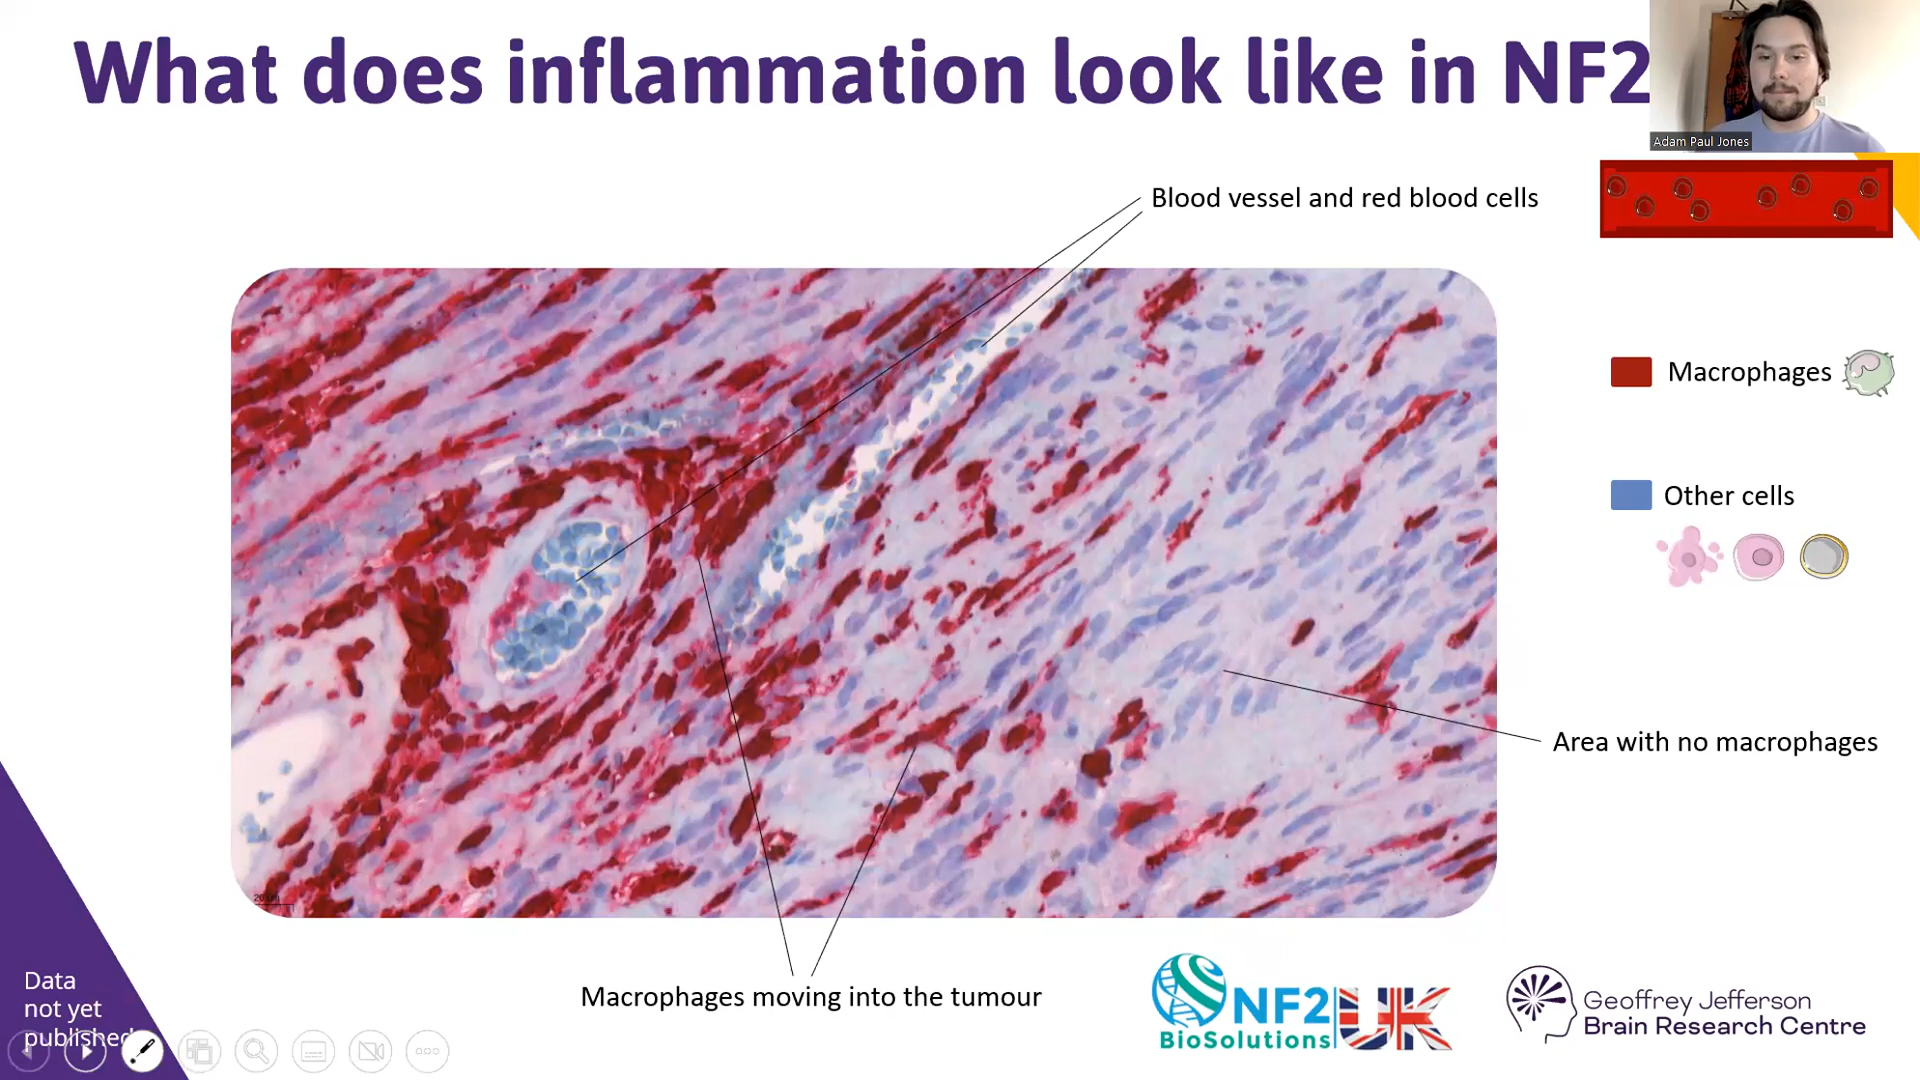 What does inflammation look like in NF2
Adam Paul Jones
Blood vessel and red blood cells
Macrophages
Other cells
Area with no macrophages
Macrophages moving into the tumour
Data
not yet
published
NF2
BioSolutions
UK
Geoffrey Jefferson
Brain Research Centre